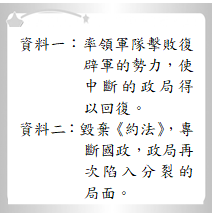 資料一：率領軍隊擊敗復
辟軍的勢力，使
中斷的政局得
以回復。
資料二：毀棄《約法》，專
斷國政，政局再
次陷入分裂的
局面。